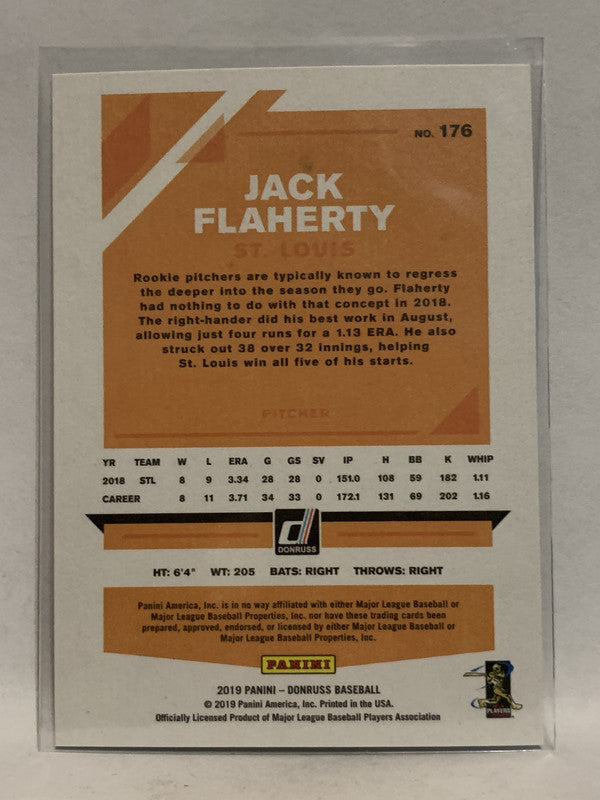 NO. 176
JACK
FLAHERTY
ST. LOUIS
Rookie pitchers are typically known to regress
the deeper into the season they go. Flaherty
had nothing to do with that concept in 2018.
The right-hander did his best work in August,
allowing just four runs for a 1.13 ERA. He also
struck out 38 over 32 innings, helping
St. Louis win all five of his starts.
PITCHER
YR TEAM W L ERA G GS SV IP H BB K WHIP
2018 STL 8 9 3.34 28 28 0 151.0 108 59 182 1.11
CAREER 8 11 3.71 34 33 0 172.1 131 69 202 1.16
DONRUSS
HT: 6'4" WT: 205 BATS: RIGHT THROWS: RIGHT
Panini America, Inc. is in no way affiliated with either Major League Baseball or
Major League Baseball Properties, Inc. nor have these trading cards been
prepared, approved, endorsed, or licensed by either Major League Baseball or
Major League Baseball Properties, Inc.
PANINI
2019 PANINI – DONRUSS BASEBALL
© 2019 Panini America, Inc. Printed in the USA.
Officially Licensed Product of Major League Baseball Players Association
PLAYERS